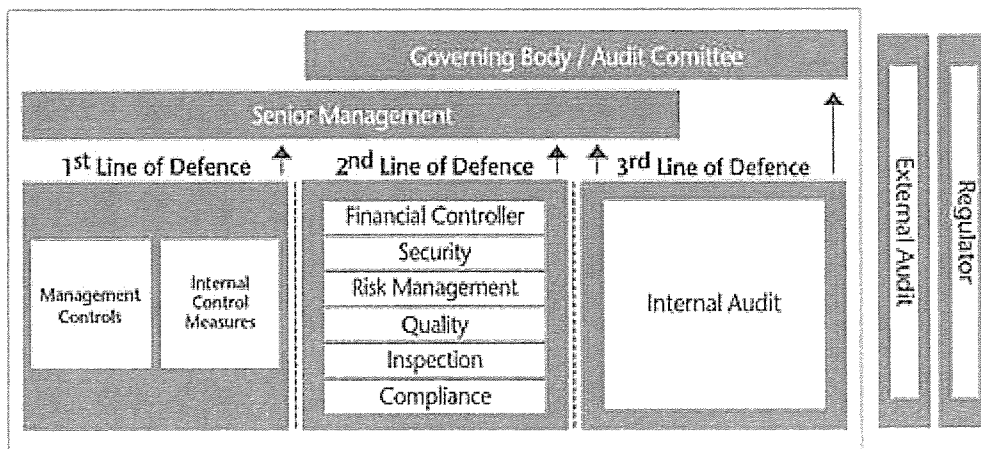 Governing Body / Audit Comittee
Senior Management
1st Line of Defence
2nd Line of Defence
3rd Line of Defence
Management
Controls
Internal
Control
Measures
Financial Controller
Security
Risk Management
Quality
Inspection
Compliance
Internal Audit
External Audit
Regulator